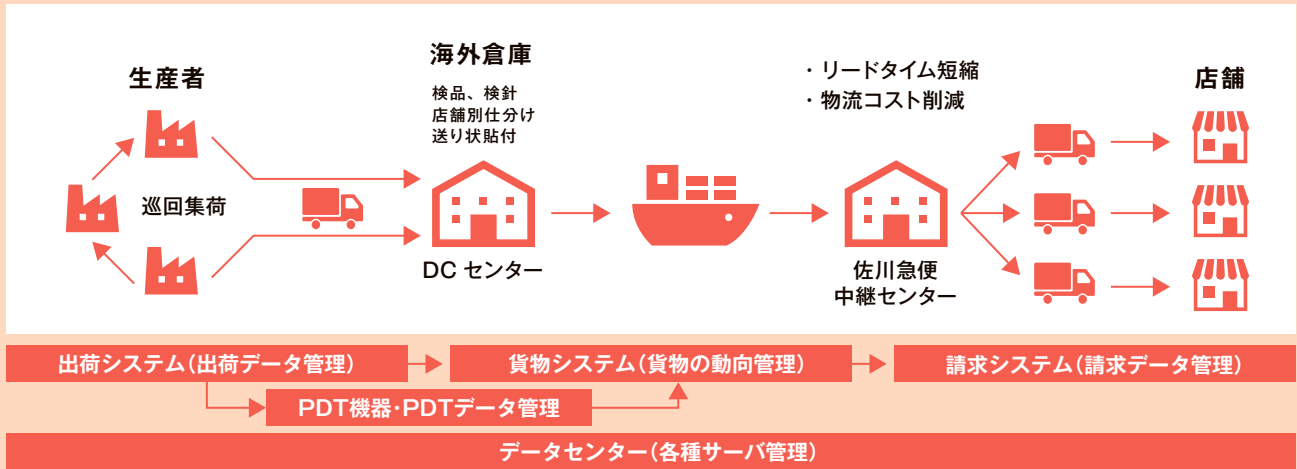 生産者
巡回集荷
海外倉庫
検品、検針
店舗別仕分け
送り状貼付
DC センター
・リードタイム短縮
・物流コスト削減
佐川急便
中継センター
店舗
出荷システム(出荷データ管理)
貨物システム(貨物の動向管理)
請求システム(請求データ管理)
PDT機器・PDTデータ管理
データセンター(各種サーバ管理)